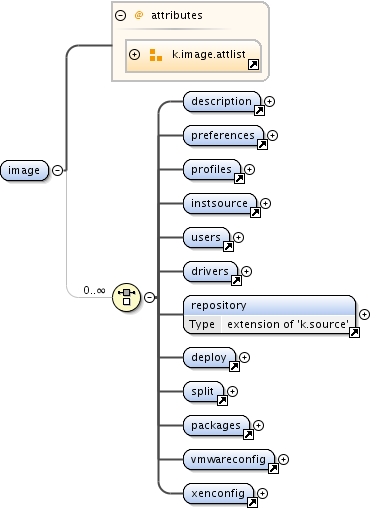 @ attributes
k.image.attlist
image
0..∞
description
preferences
profiles
instsource
users
drivers
repository
Type extension of 'k.source'
deploy
split
packages
vmwareconfig
xenconfig